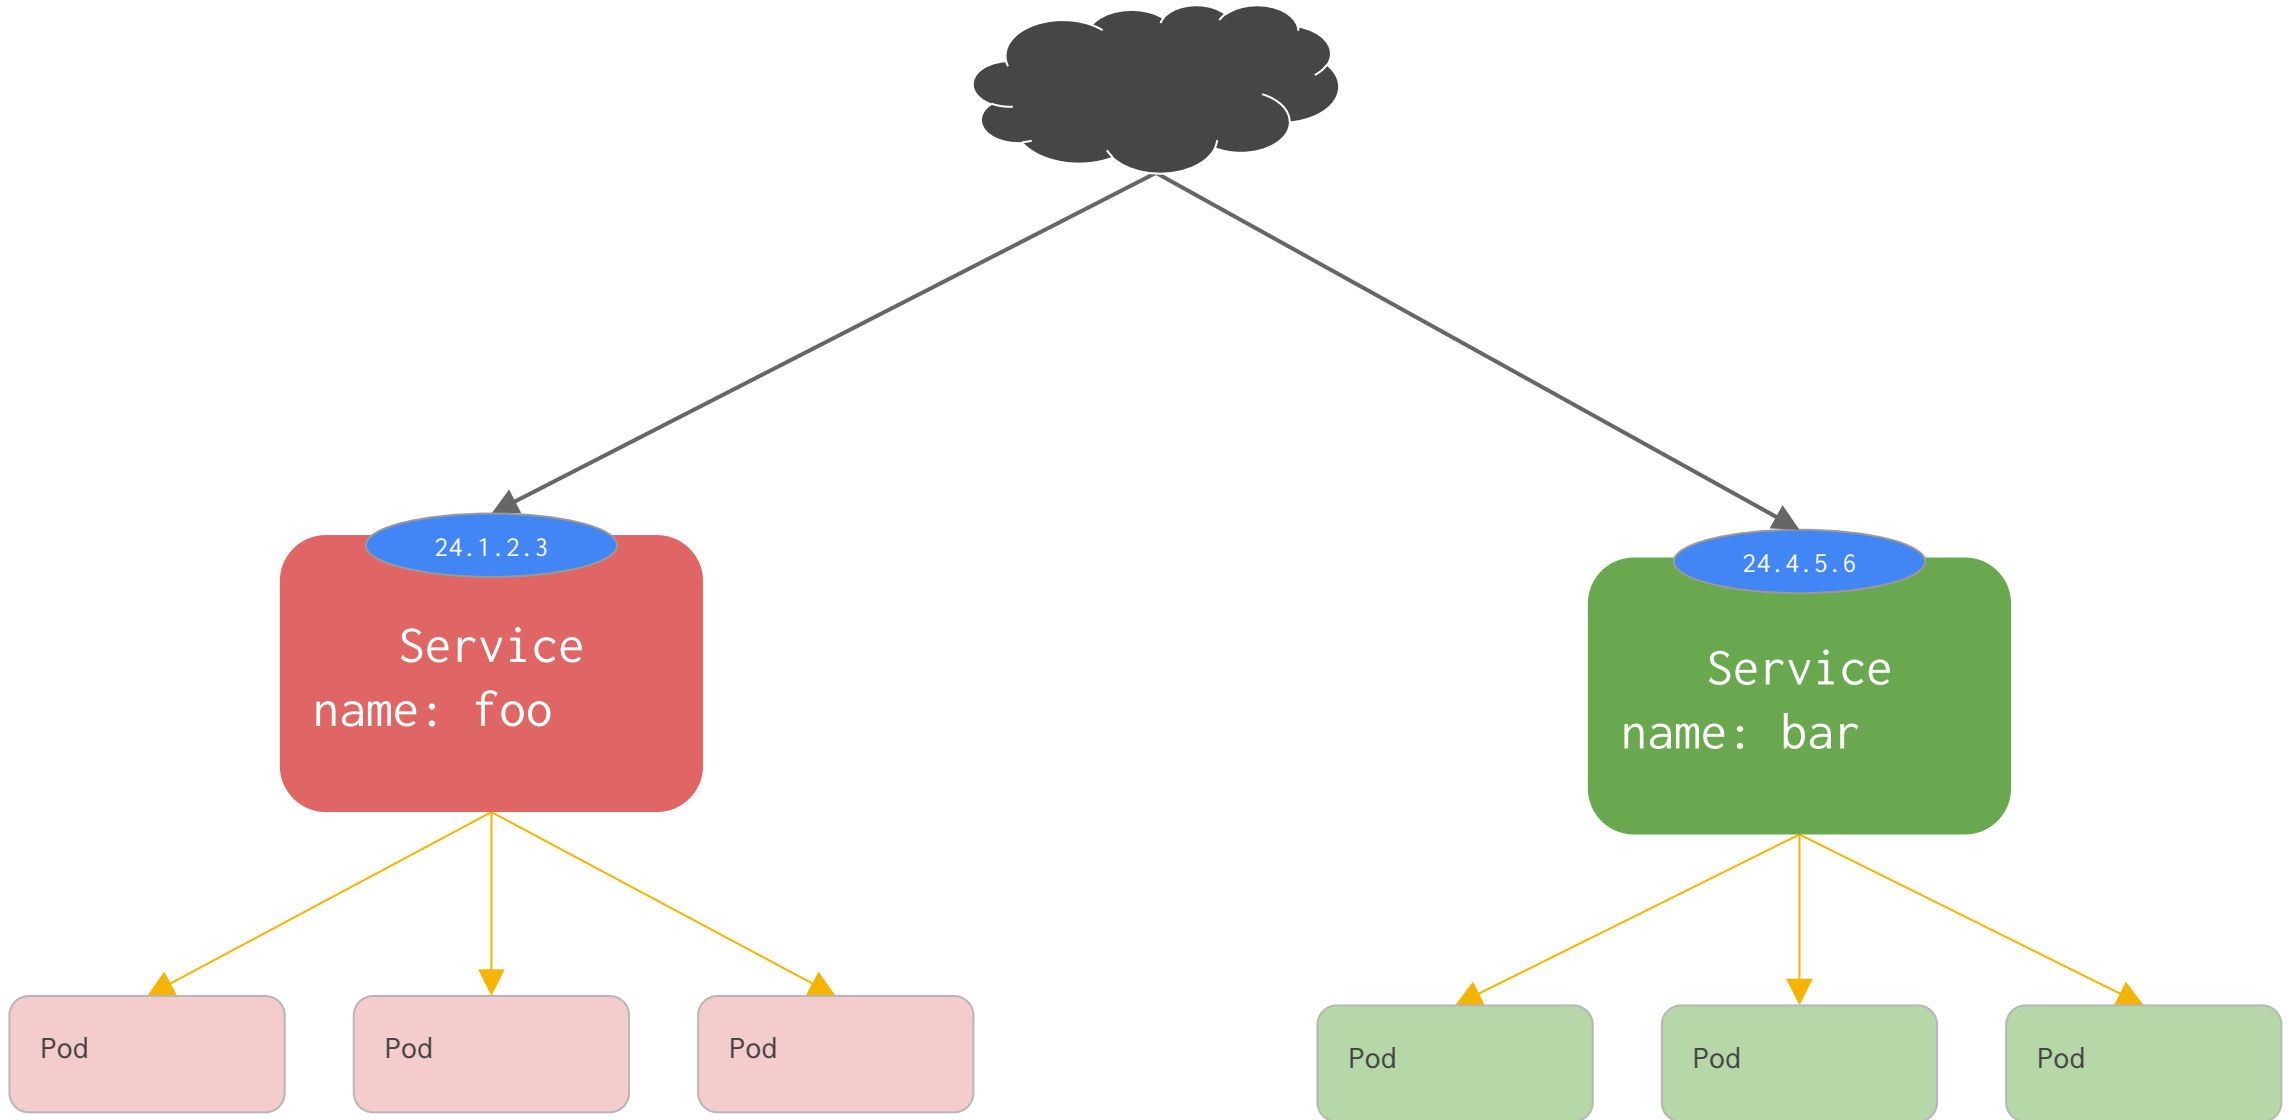 24.1.2.3
Service
name: foo
24.4.5.6
Service
name: bar
Pod
Pod
Pod
Pod
Pod
Pod